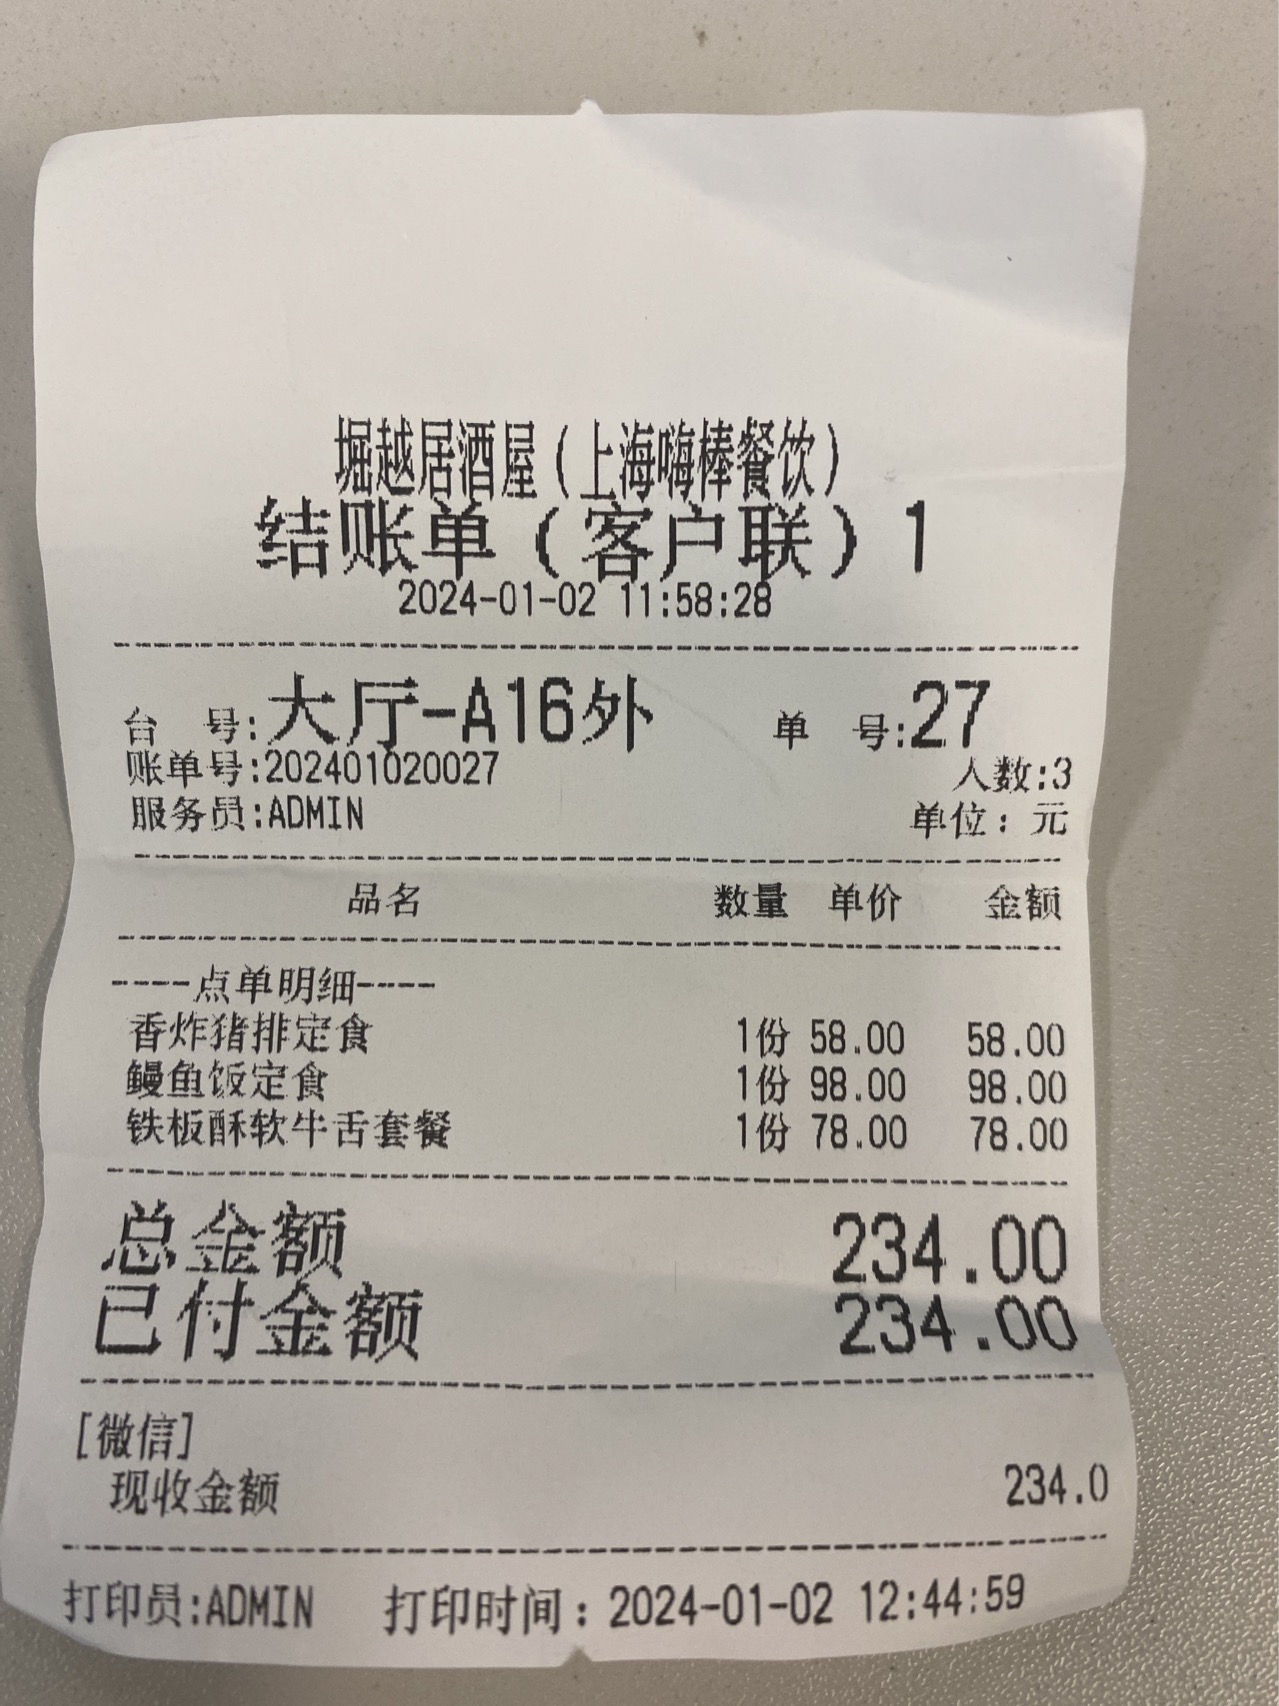 堀越居酒屋(上海嗨棒餐饮)
结账单(客户联)1
2024-01-02 11:58:28
台 号:大厅-A16外 单 号:27
账单号:202401020027 人数:3
服务员:ADMIN 单位：元
品名 数量 单价 金额
----点单明细----
香炸猪排定食 1份 58.00 58.00
鳗鱼饭定食 1份 98.00 98.00
铁板酥软牛舌套餐 1份 78.00 78.00
总金额 234.00
已付金额 234.00
[微信]
现收金额 234.0
打印员:ADMIN 打印时间：2024-01-02 12:44:59